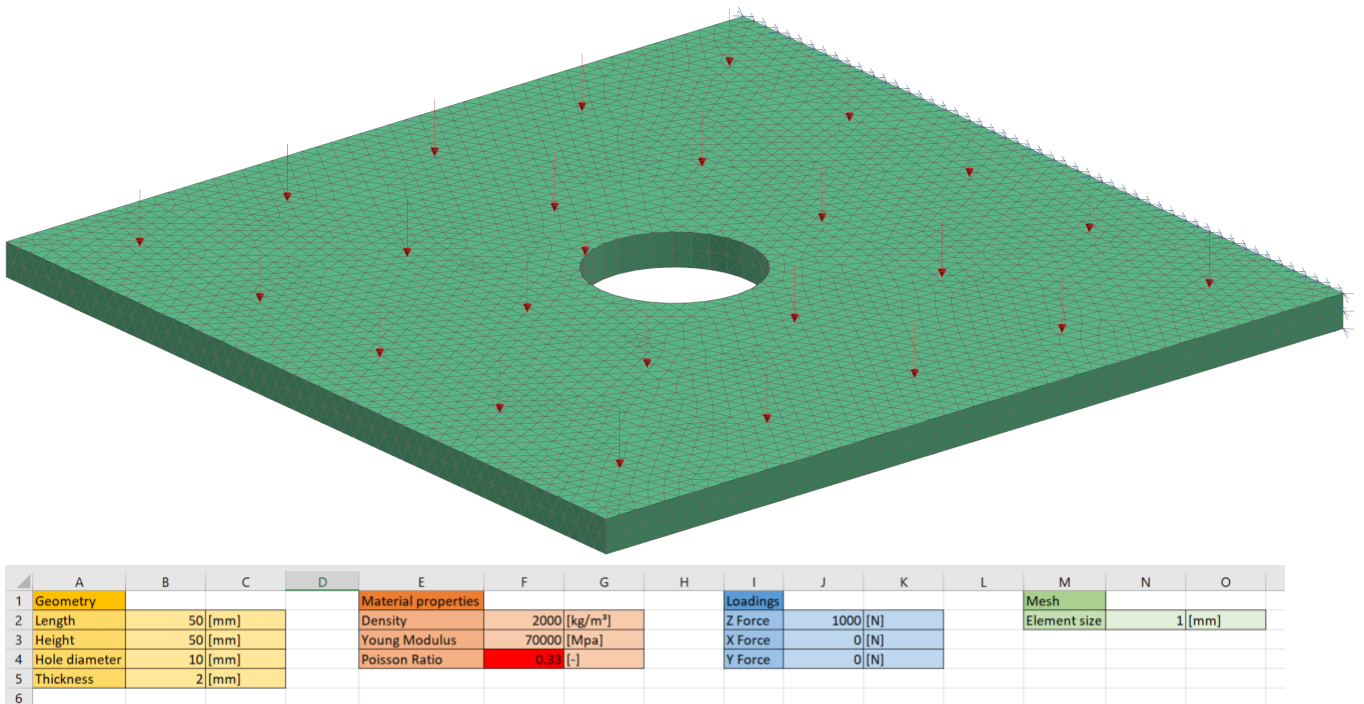 A B C D E F G H I J K L M N O
1 Geometry Material properties Loadings Mesh
2 Length 50 [mm] Density 2000 [kg/m³] Z Force 1000 [N] Element size 1 [mm]
3 Height 50 [mm] Young Modulus 70000 [Mpa] X Force 0 [N]
4 Hole diameter 10 [mm] Poisson Ratio 0.33 [-] Y Force 0 [N]
5 Thickness 2 [mm]
6